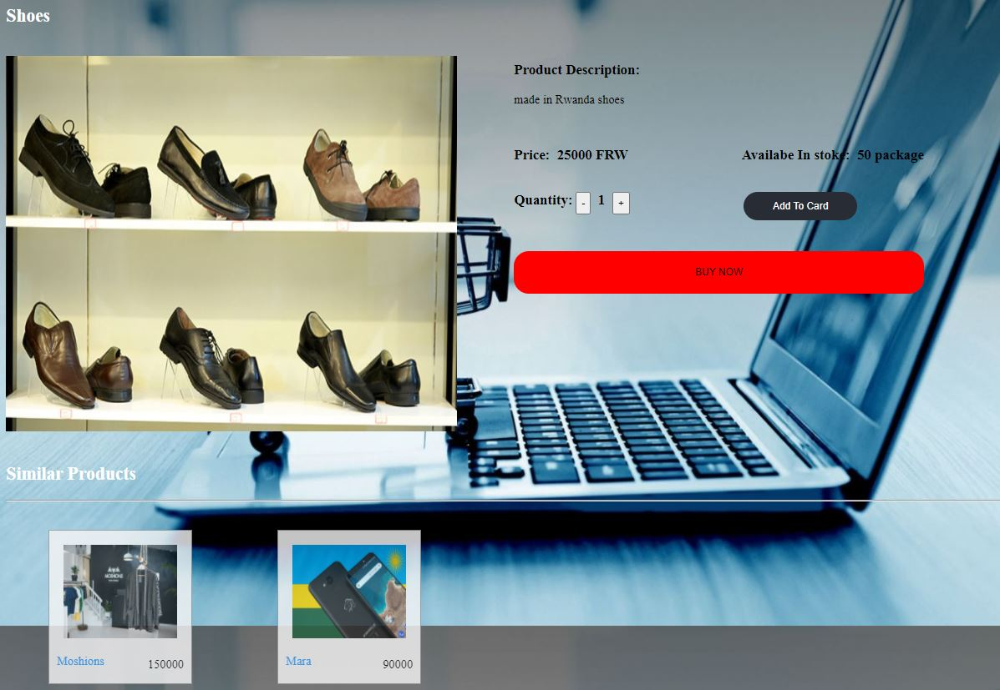 Shoes
Product Description:
made in Rwanda shoes
Price: 25000 FRW
Availabe In stoke: 50 package
Quantity: - 1 +
Add To Card
BUY NOW
Similar Products
MOSHIONS
Moshions
150000
Mara
90000